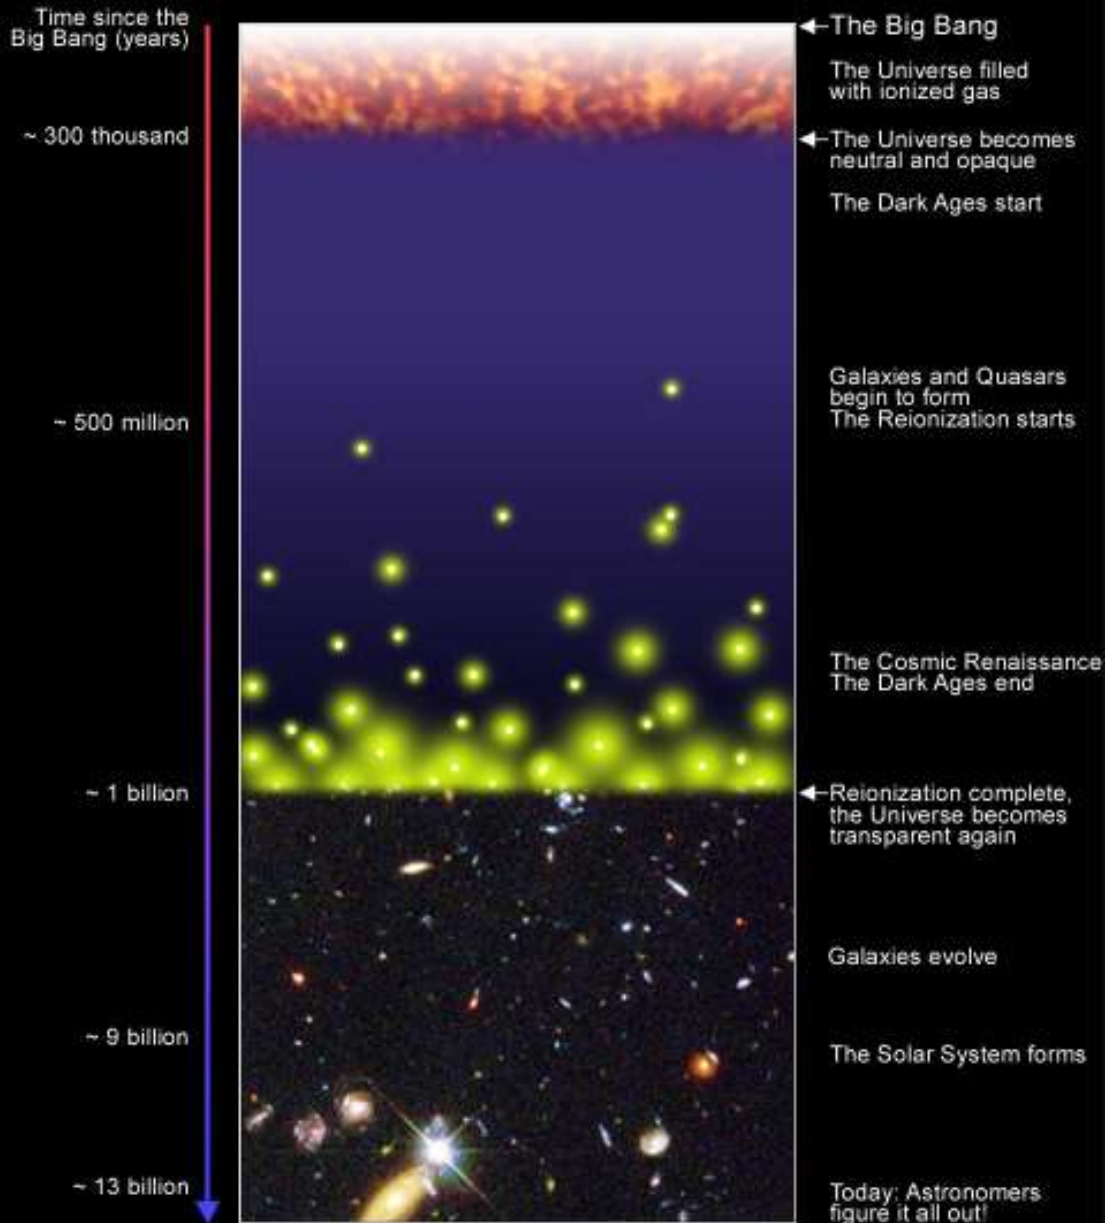 Time since the
Big Bang (years)
The Big Bang
The Universe filled
with ionized gas
~ 300 thousand
The Universe becomes
neutral and opaque
The Dark Ages start
Galaxies and Quasars
begin to form
~ 500 million
The Reionization starts
The Cosmic Renaissance
The Dark Ages end
~ 1 billion
Reionization complete,
the Universe becomes
transparent again
Galaxies evolve
~ 9 billion
The Solar System forms
~ 13 billion
Today: Astronomers
figure it all out!